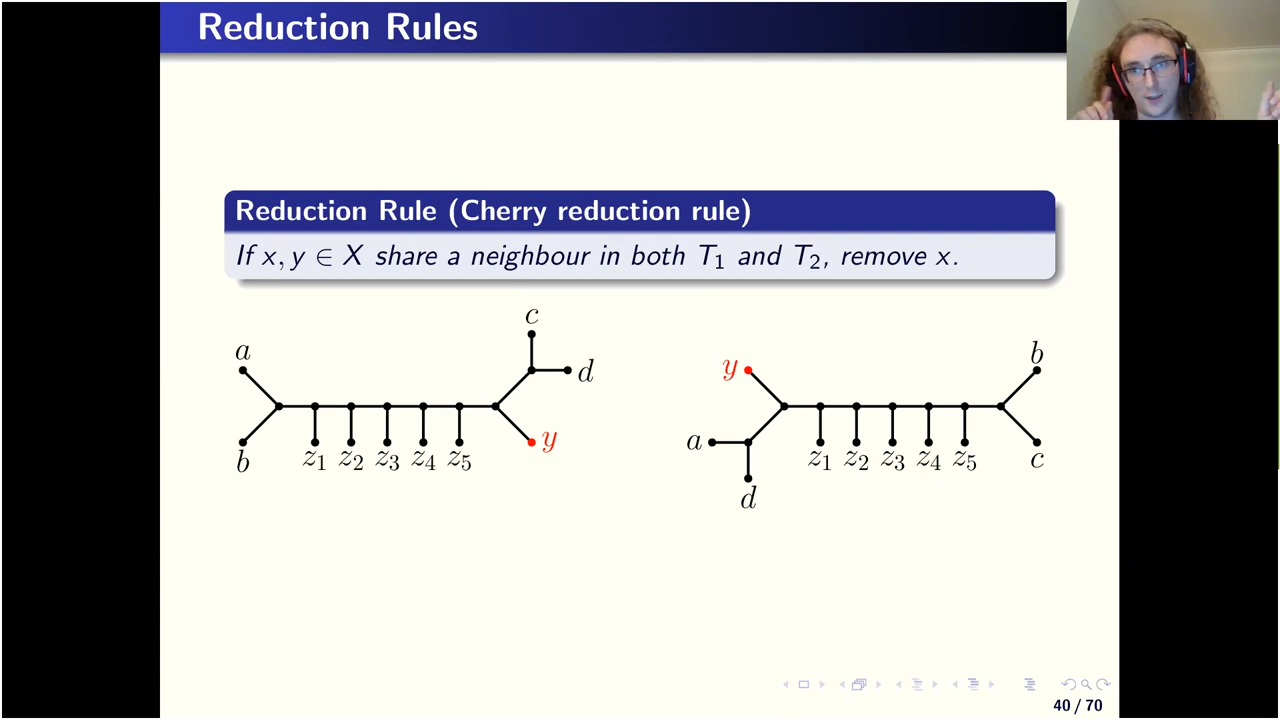 Reduction Rules
Reduction Rule (Cherry reduction rule)
If x, y ∈ X share a neighbour in both T₁ and T₂, remove x.
c
a
d
y
b
z₁ z₂ z₃ z₄ z₅
y
b
a
z₁ z₂ z₃ z₄ z₅
c
d
40 / 70